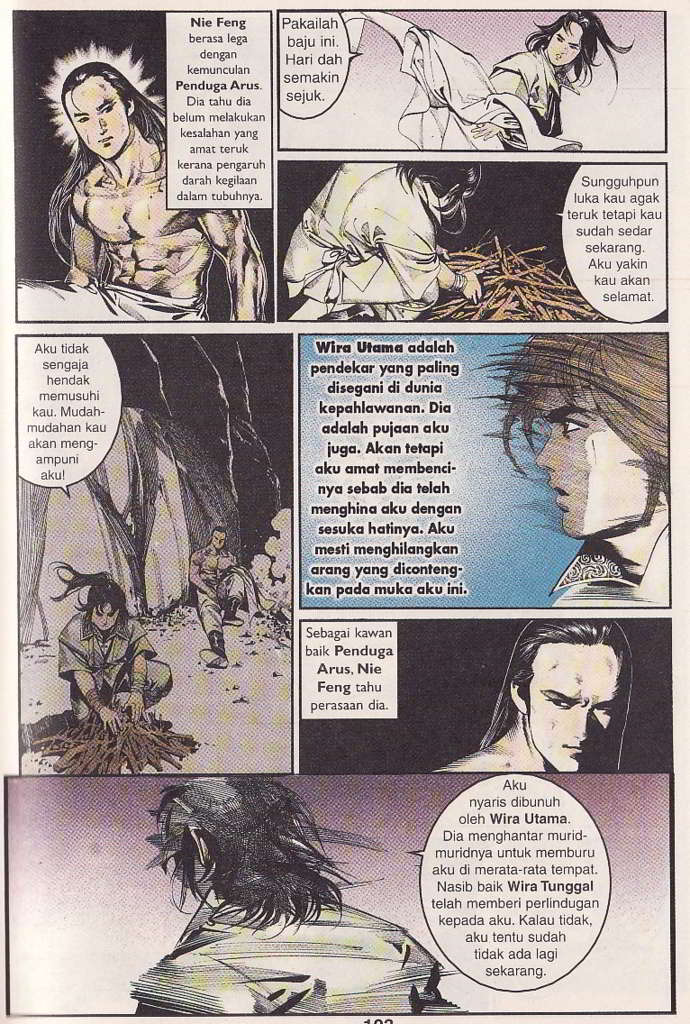 Nie Feng
berasa lega
dengan
kemunculan
Penduga Arus.
Dia tahu dia
belum melakukan
kesalahan yang
amat teruk
kerana pengaruh
darah kegilaan
dalam tubuhnya.
Pakailah
baju ini.
Hari dah
semakin
sejuk.
Sungguhpun
luka kau agak
teruk tetapi kau
sudah sedar
sekarang.
Aku yakin
kau akan
selamat.
Aku tidak
sengaja
hendak
memusuhi
kau. Mudah-
mudahan kau
akan meng-
ampuni
aku!
Wira Utama adalah
pendekar yang paling
disegani di dunia
kepahlawanan. Dia
adalah pujaan aku
juga. Akan tetapi
aku amat membenci-
nya sebab dia telah
menghina aku dengan
sesuka hatinya. Aku
mesti menghilangkan
arang yang diconteng-
kan pada muka aku ini.
Sebagai kawan
baik Penduga
Arus, Nie
Feng tahu
perasaan dia.
Aku
nyaris dibunuh
oleh Wira Utama.
Dia menghantar murid-
muridnya untuk memburu
aku di merata-rata tempat.
Nasib baik Wira Tunggal
telah memberi perlindugan
kepada aku. Kalau tidak,
aku tentu sudah
tidak ada lagi
sekarang.